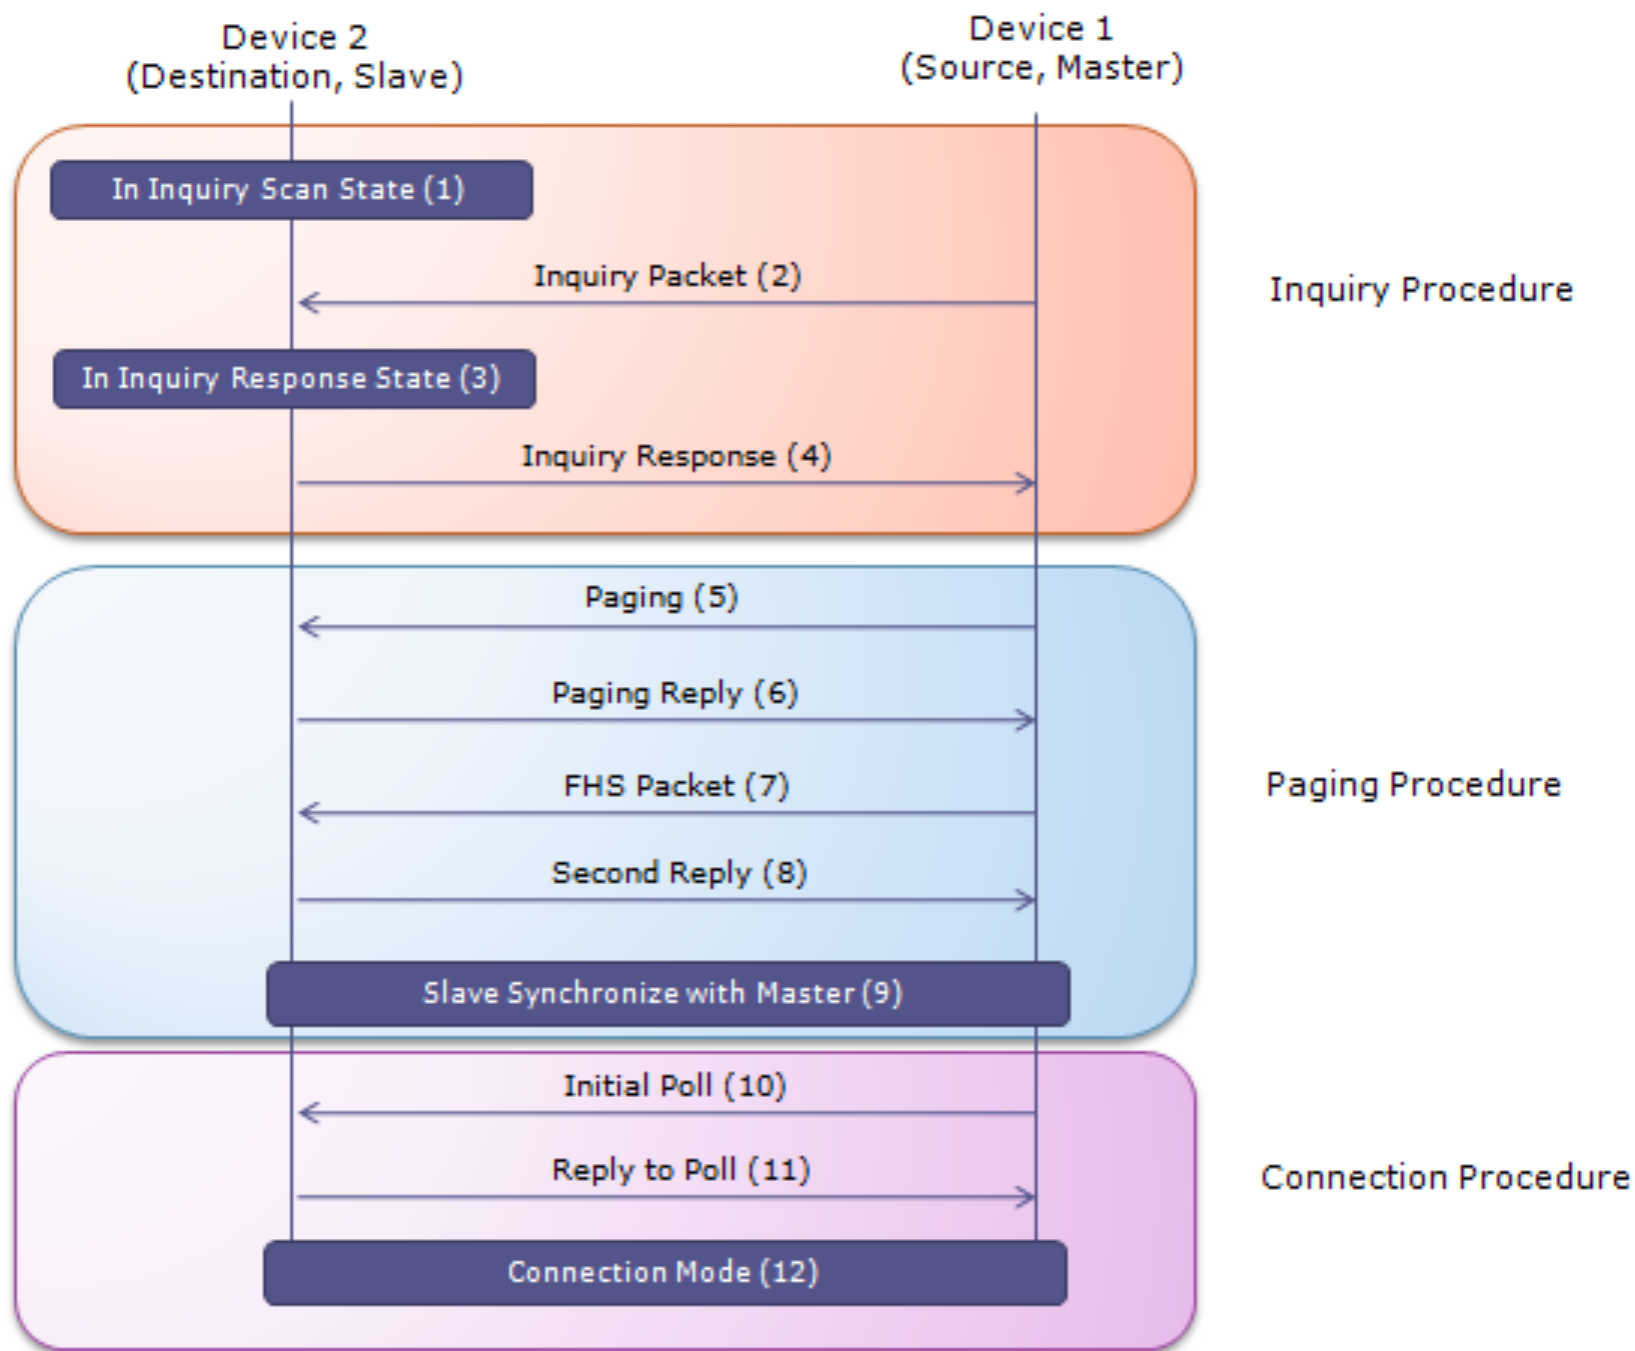 Device 2
(Destination, Slave)
Device 1
(Source, Master)
In Inquiry Scan State (1)
Inquiry Packet (2)
Inquiry Procedure
In Inquiry Response State (3)
Inquiry Response (4)
Paging (5)
Paging Reply (6)
FHS Packet (7)
Paging Procedure
Second Reply (8)
Slave Synchronize with Master (9)
Initial Poll (10)
Reply to Poll (11)
Connection Procedure
Connection Mode (12)